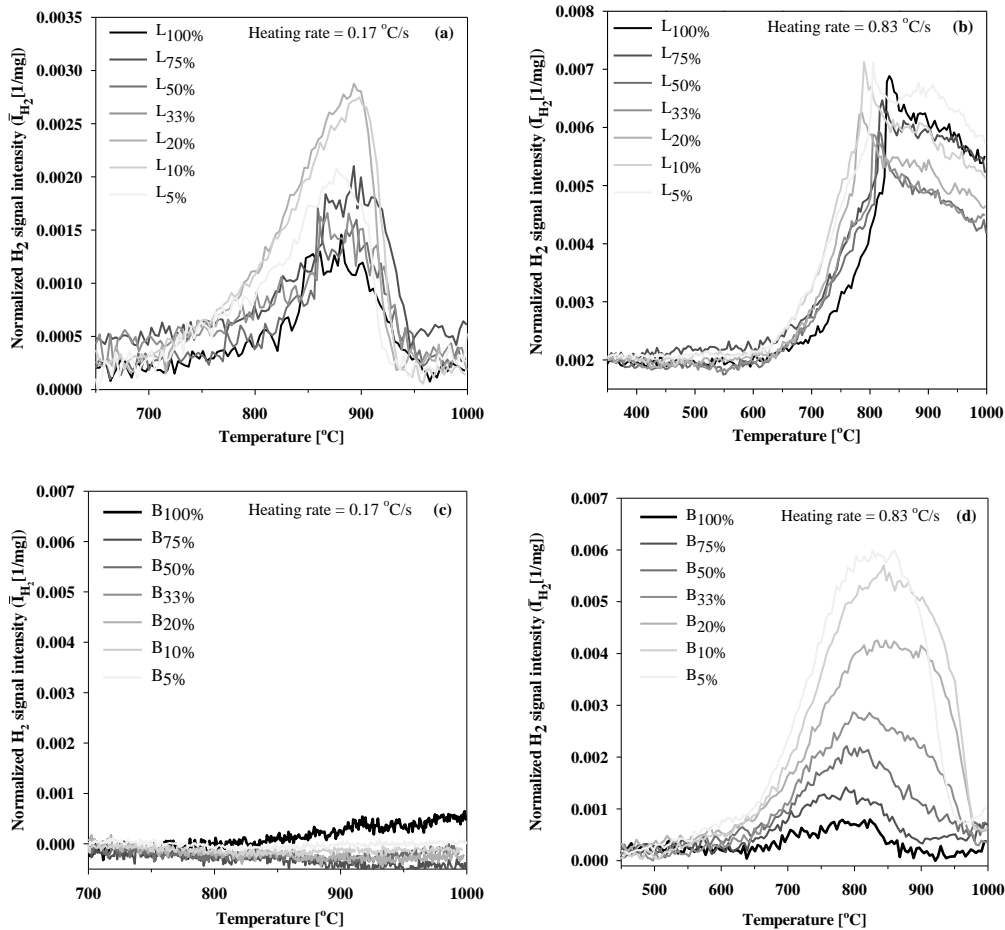 (a)
Heating rate = 0.17 °C/s
L100%
L75%
L50%
L33%
L20%
L10%
L5%
Normalized H2 signal intensity (ĪH2[1/mg])
0.0035
0.0030
0.0025
0.0020
0.0015
0.0010
0.0005
0.0000
700 800 900 1000
Temperature [°C]
(b)
Heating rate = 0.83 °C/s
L100%
L75%
L50%
L33%
L20%
L10%
L5%
Normalized H2 signal intensity (ĪH2[1/mg])
0.008
0.007
0.006
0.005
0.004
0.003
0.002
400 500 600 700 800 900 1000
Temperature [°C]
(c)
Heating rate = 0.17 °C/s
B100%
B75%
B50%
B33%
B20%
B10%
B5%
Normalized H2 signal intensity (ĪH2[1/mg])
0.007
0.006
0.005
0.004
0.003
0.002
0.001
0.000
700 800 900 1000
Temperature [°C]
(d)
Heating rate = 0.83 °C/s
B100%
B75%
B50%
B33%
B20%
B10%
B5%
Normalized H2 signal intensity (ĪH2[1/mg])
0.007
0.006
0.005
0.004
0.003
0.002
0.001
0.000
500 600 700 800 900 1000
Temperature [°C]